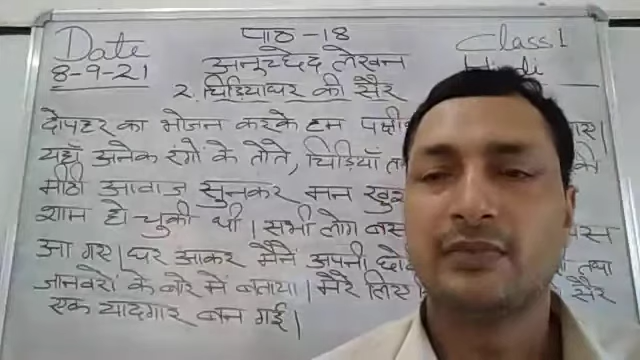 Date
8-9-21
पाठ -18
अनुच्छेद लेखन
Class 1
Hindi
2. चिड़ियाघर की सैर
दोपहर का भोजन करके हम
यहाँ अनेक रंगों के तोते, चिड़ियाँ
मीठी आवाज सुनकर मन
शाम हो चुकी थी। सभी लोग
आ गए। घर आकर मैंने अपनी
जानवरों के बारे में बताया। मेरे लिए सैर
एक यादगार बन गई।